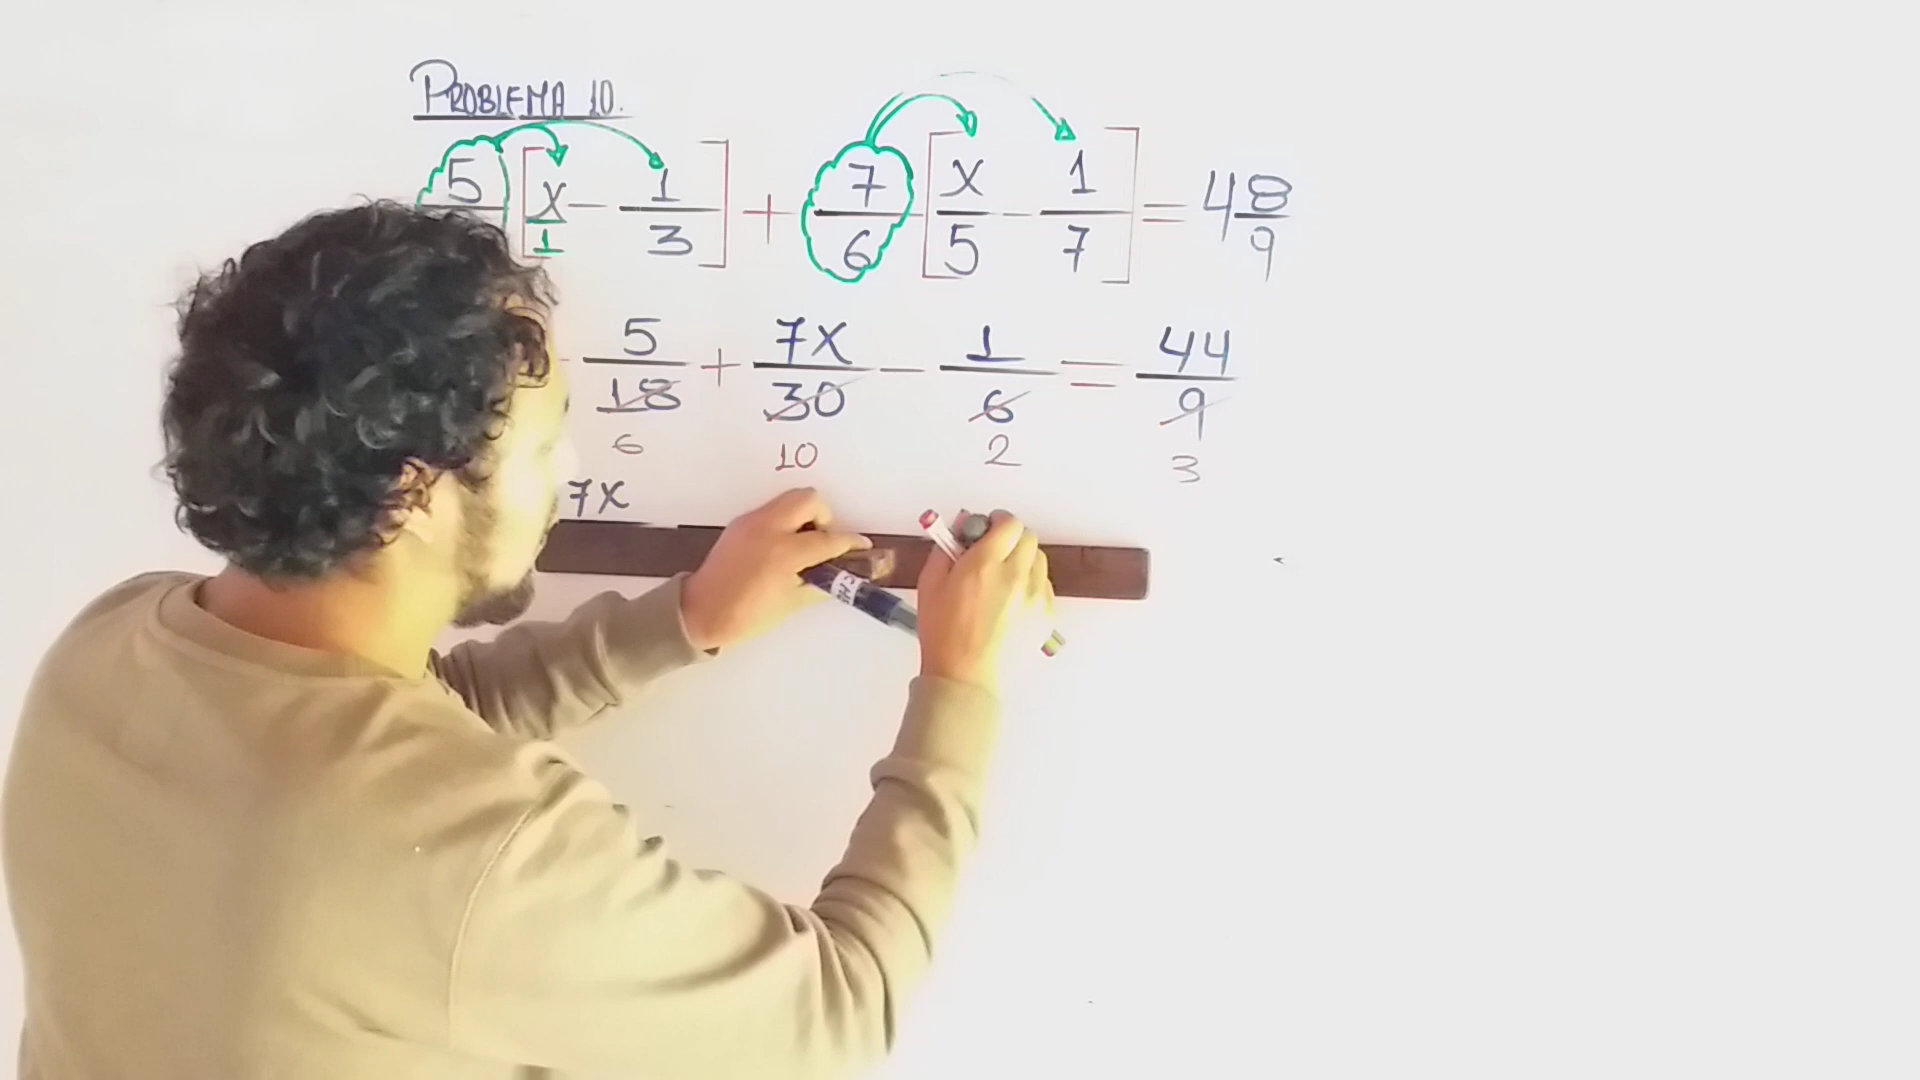 PROBLEMA 10.
5 [x/1 - 1/3] + 7/6 [x/5 - 1/7] = 4 8/9
- 5/18 + 7x/30 - 1/6 = 44/9
6 10 2 3
7x